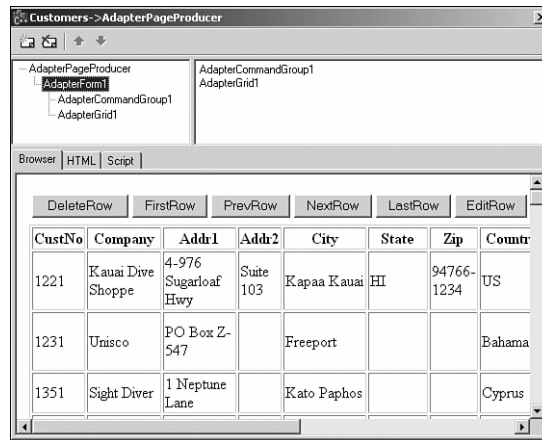 Customers->AdapterPageProducer
AdapterPageProducer
AdapterForm1
AdapterCommandGroup1
AdapterGrid1
AdapterCommandGroup1
AdapterGrid1
Browser HTML Script
DeleteRow FirstRow PrevRow NextRow LastRow EditRow
CustNo Company Addr1 Addr2 City State Zip Countr
1221 Kauai Dive Shoppe 4-976 Sugarloaf Hwy Suite 103 Kapaa Kauai HI 94766-1234 US
1231 Unisco PO Box Z-547 Freeport Bahama
1351 Sight Diver 1 Neptune Lane Kato Paphos Cyprus